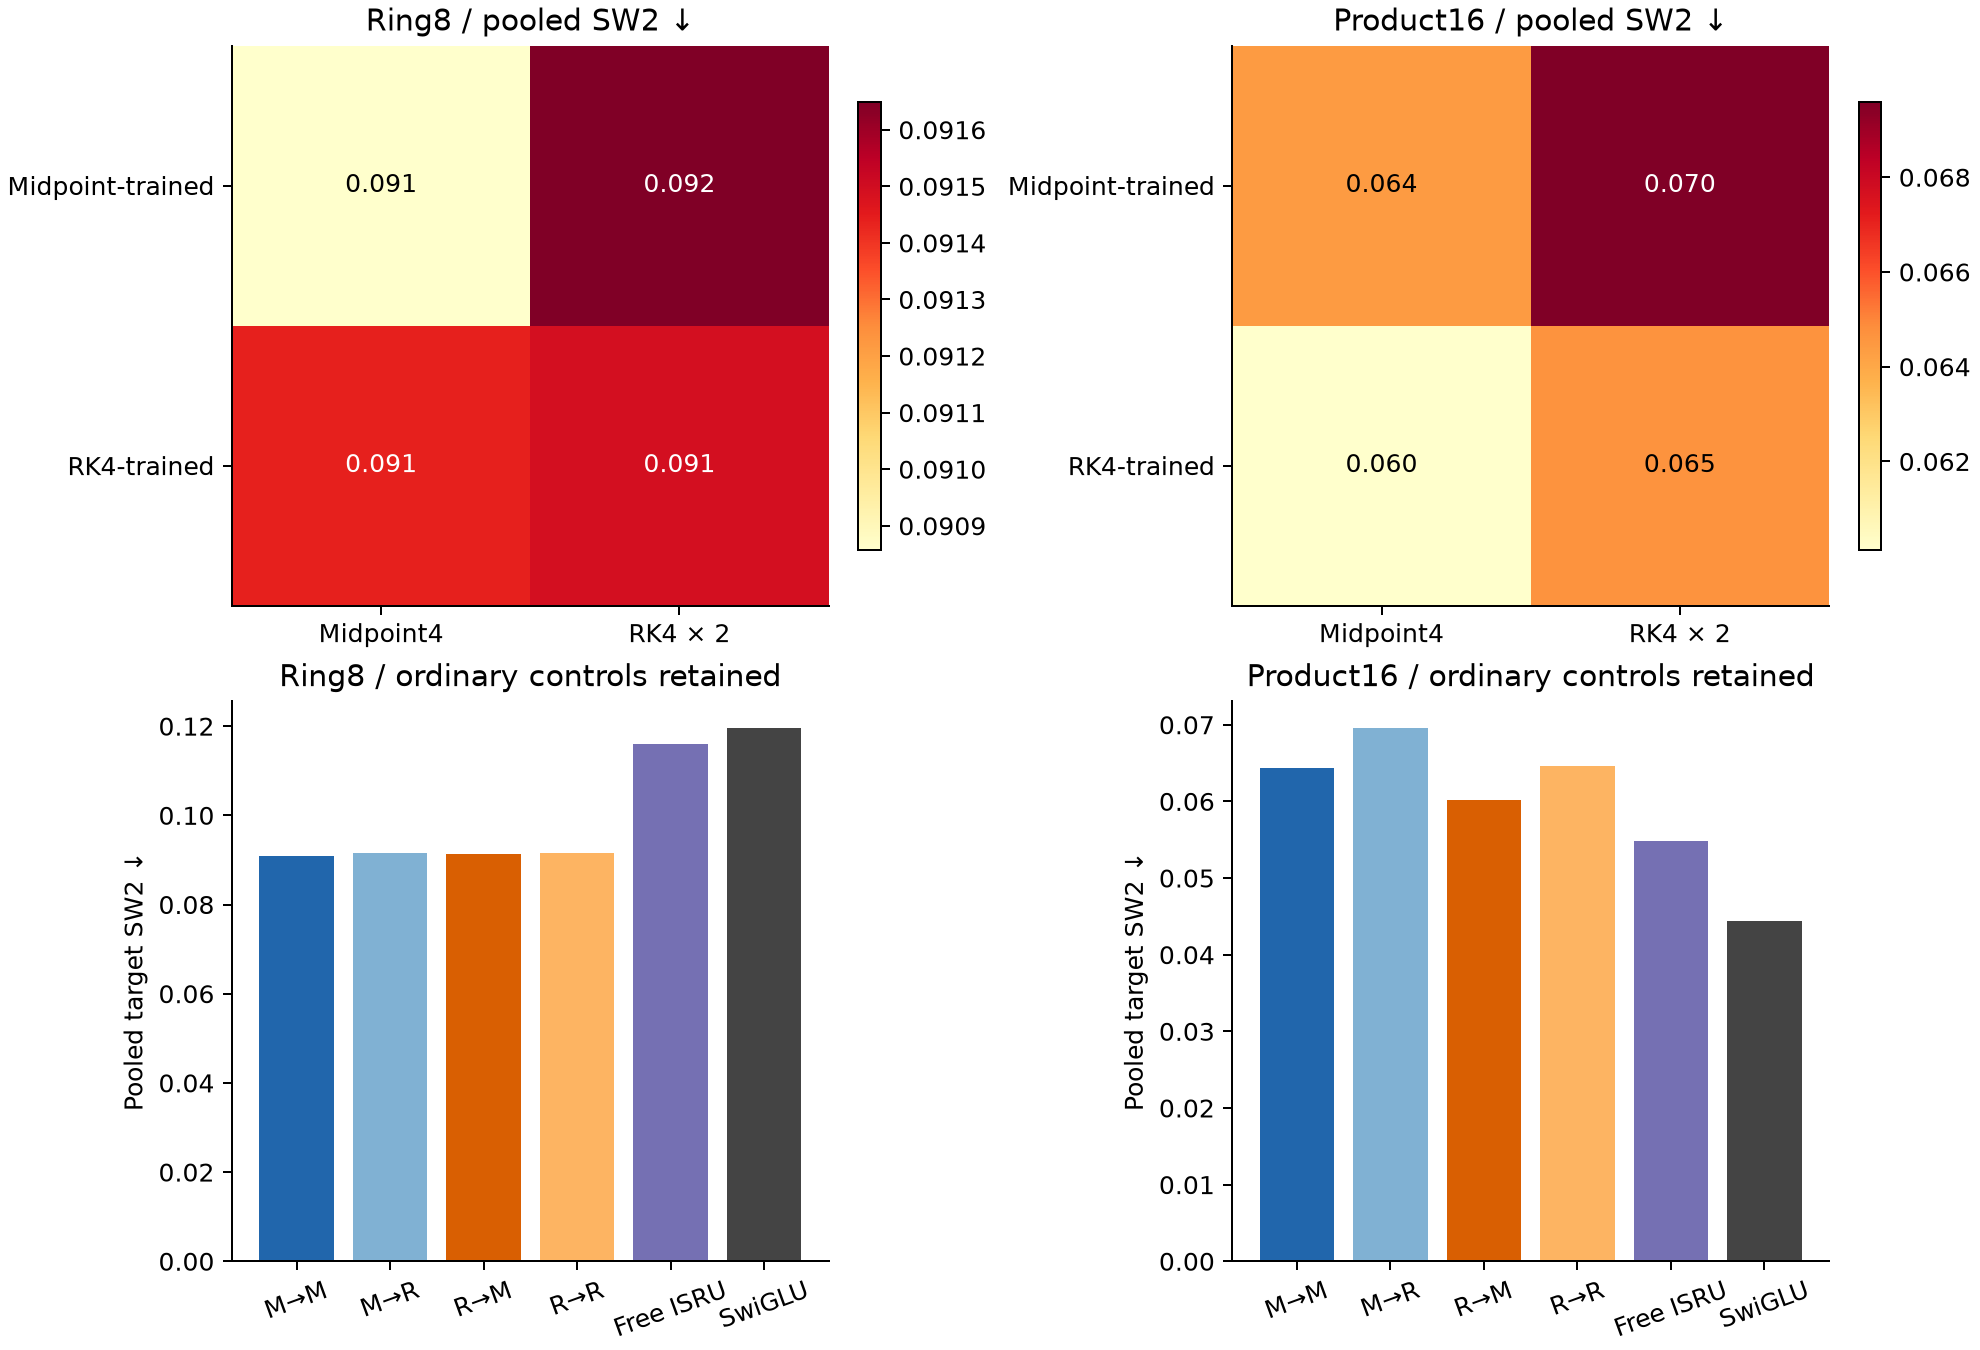 Ring8 / pooled SW2 ↓
Midpoint-trained
RK4-trained
0.091
0.092
0.091
0.091
Midpoint4
RK4 × 2
0.0916
0.0915
0.0914
0.0913
0.0912
0.0911
0.0910
0.0909
Product16 / pooled SW2 ↓
Midpoint-trained
RK4-trained
0.064
0.070
0.060
0.065
Midpoint4
RK4 × 2
0.068
0.066
0.064
0.062
Ring8 / ordinary controls retained
Pooled target SW2 ↓
0.12
0.10
0.08
0.06
0.04
0.02
0.00
M→M
M→R
R→M
R→R
Free ISRU
SwiGLU
Product16 / ordinary controls retained
Pooled target SW2 ↓
0.07
0.06
0.05
0.04
0.03
0.02
0.01
0.00
M→M
M→R
R→M
R→R
Free ISRU
SwiGLU